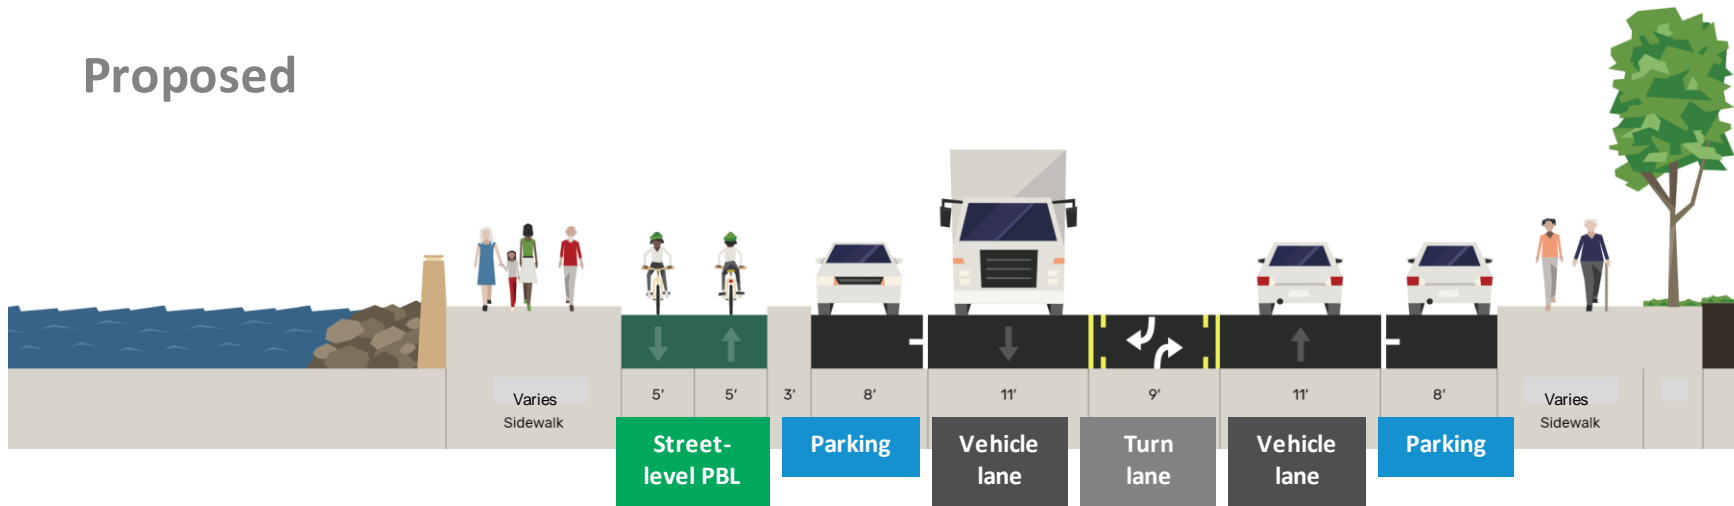 Proposed
Varies
Sidewalk
5’
5’
3’
8’
11’
9’
11’
8’
Varies
Sidewalk
Street-
level PBL
Parking
Vehicle
lane
Turn
lane
Vehicle
lane
Parking